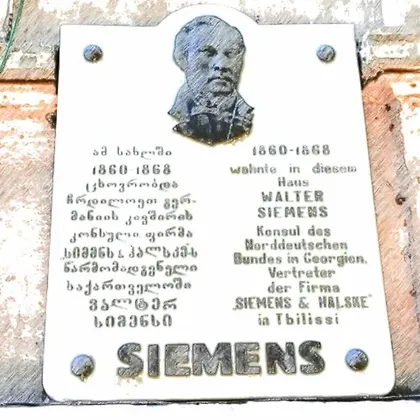 ამ სახლში
1860-1868
ცხოვრობდა
ჩრდილოეთ გერ-
მანიის კავშირის
კონსული ფირმა
„სიმენს & ჰალსკეს
წარმომადგენელი
საქართველოში
ვალტერ
სიმენსი
1860-1868
wohnte in diesem
Haus
WALTER
SIEMENS
Konsul des
Norddeutschen
Bundes in Georgien.
Vertreter
der Firma
„SIEMENS & HALSKE"
in Tbilissi
SIEMENS